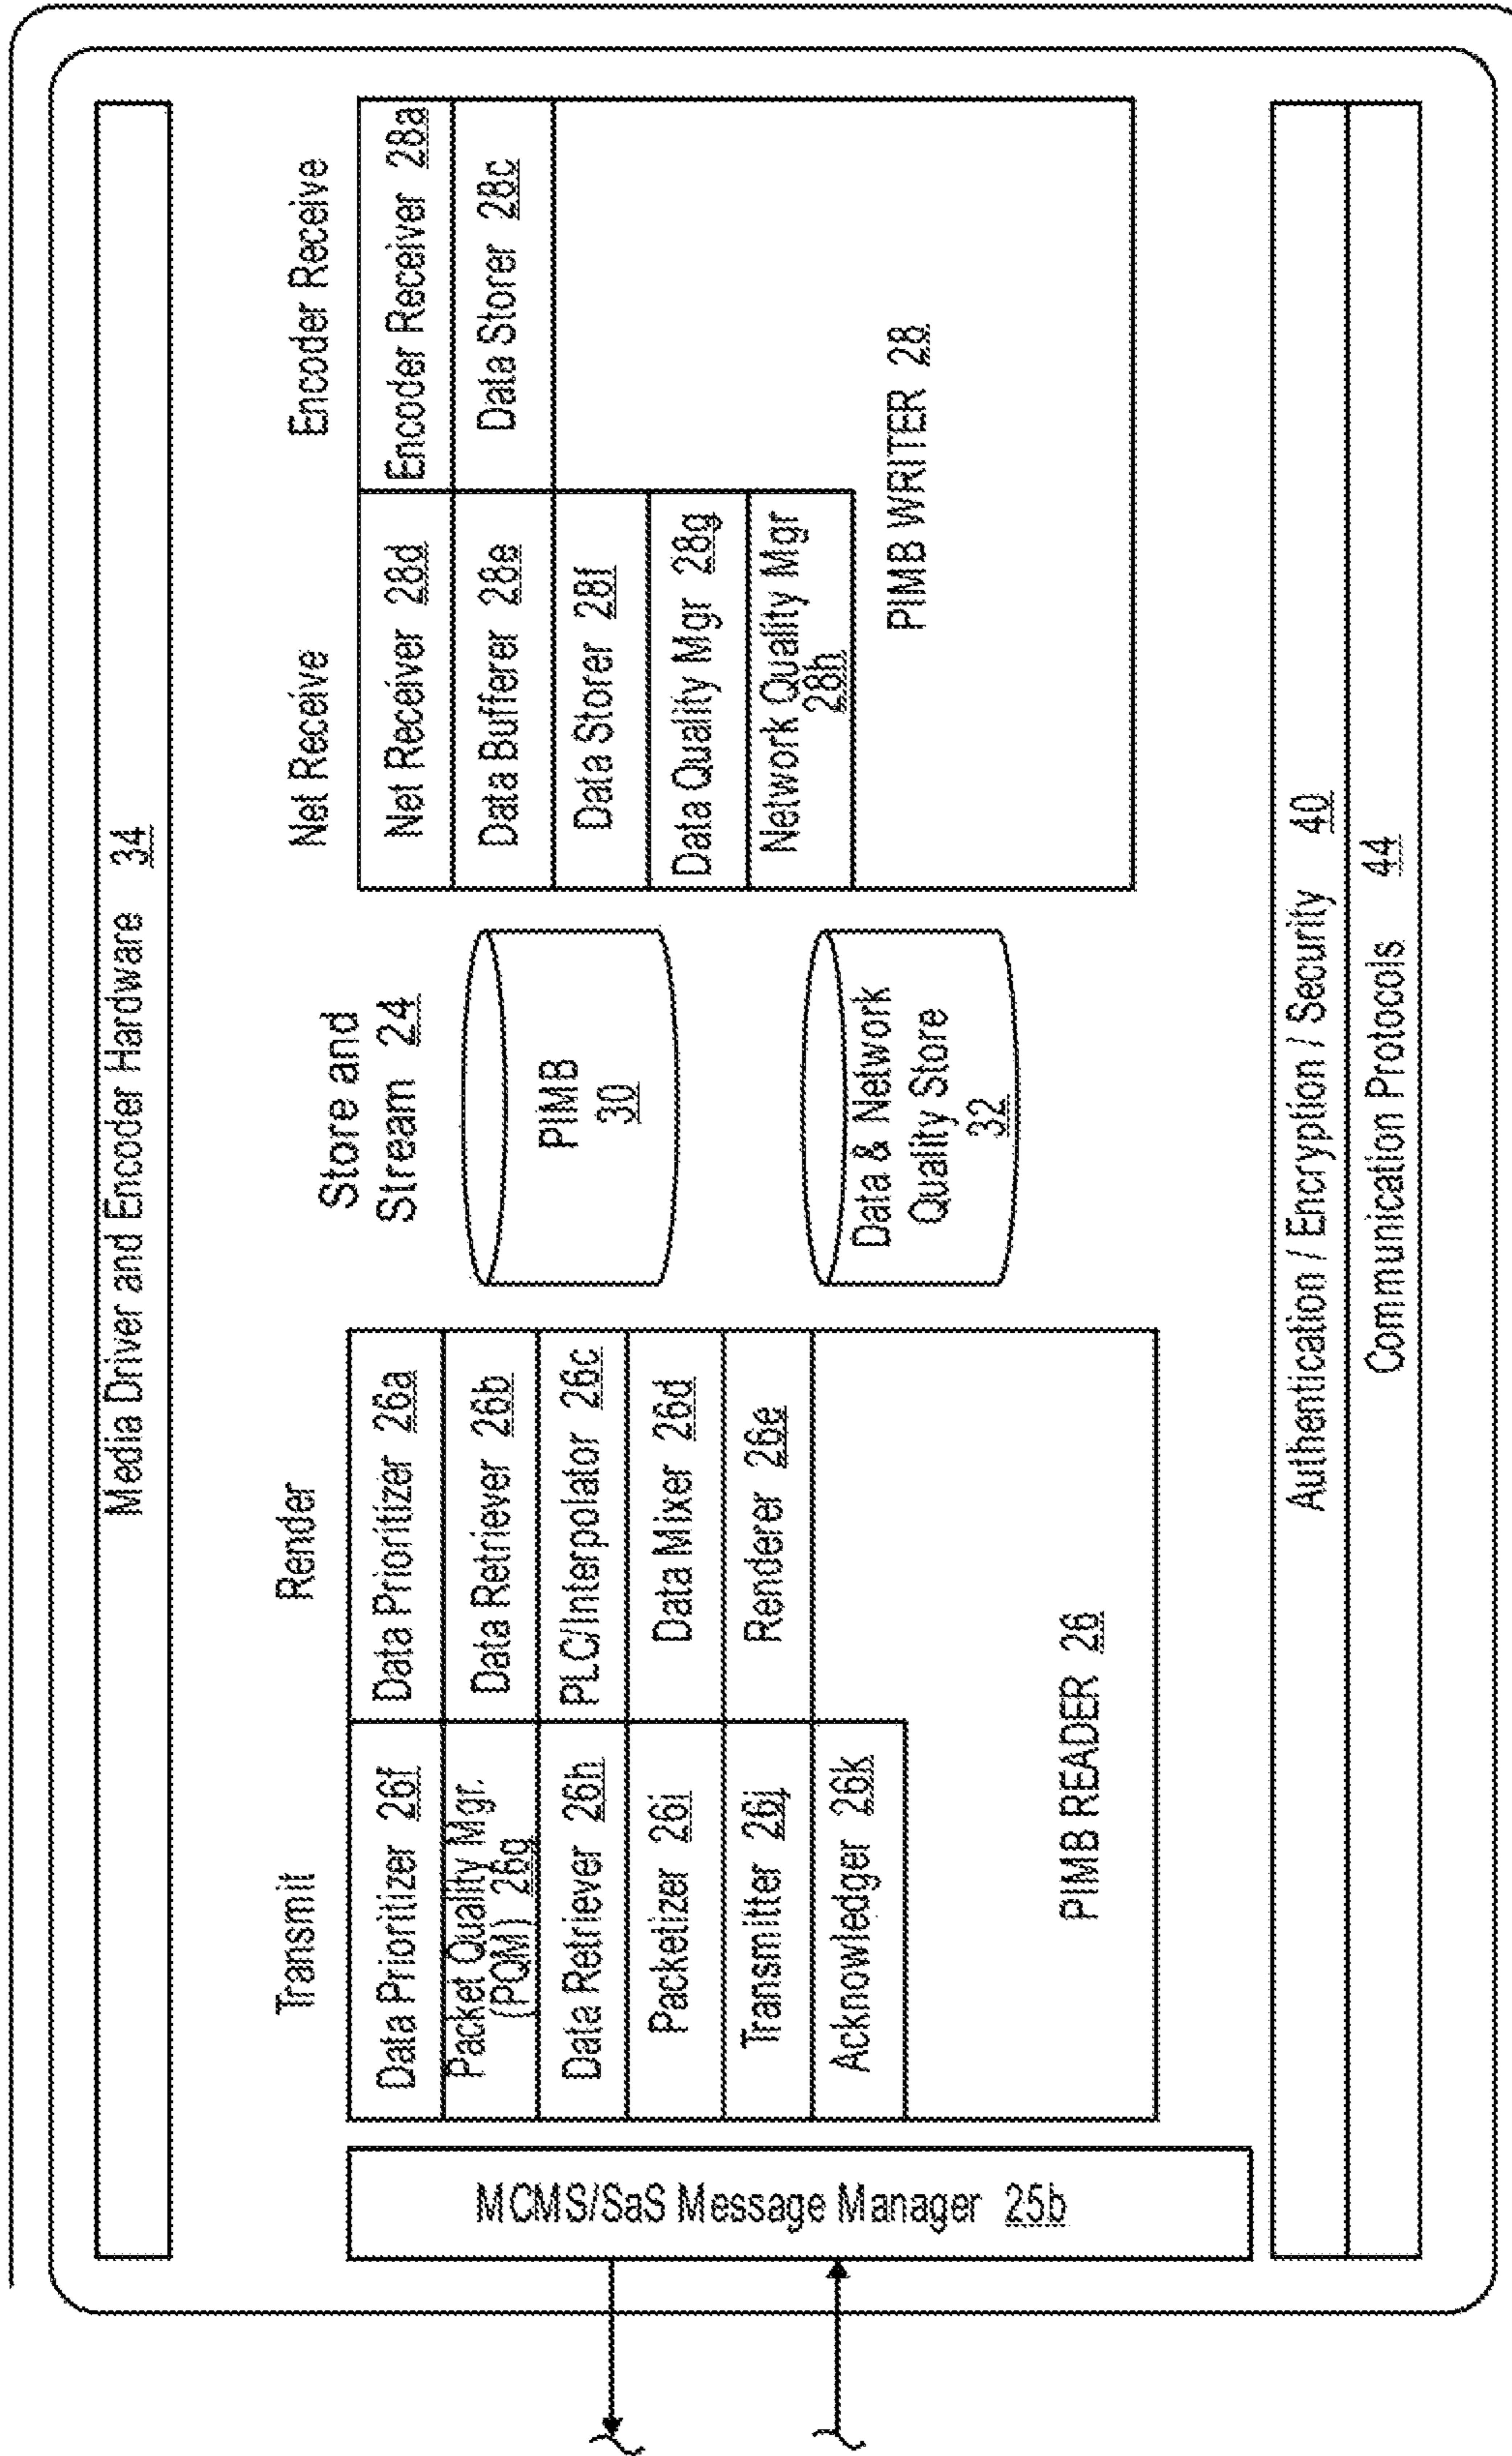 Media Driver and Encoder Hardware 34
MCMS/SaS Message Manager 25b
Transmit
Data Prioritizer 26f
Packet Quality Mgr.
(PQM) 26g
Data Retriever 26h
Packetizer 26i
Transmitter 26j
Acknowledger 26k
Render
Data Prioritizer 26a
Data Retriever 26b
PLC/Interpolator 26c
Data Mixer 26d
Renderer 26e
PIMB READER 26
Store and
Stream 24
PIMB
30
Data & Network
Quality Store
32
Net Receive
Net Receiver 28d
Data Bufferer 28e
Data Storer 28f
Data Quality Mgr 28g
Network Quality Mgr
28h
Encoder Receive
Encoder Receiver 28a
Data Storer 28c
PIMB WRITER 28
Authentication / Encryption / Security 40
Communication Protocols 44